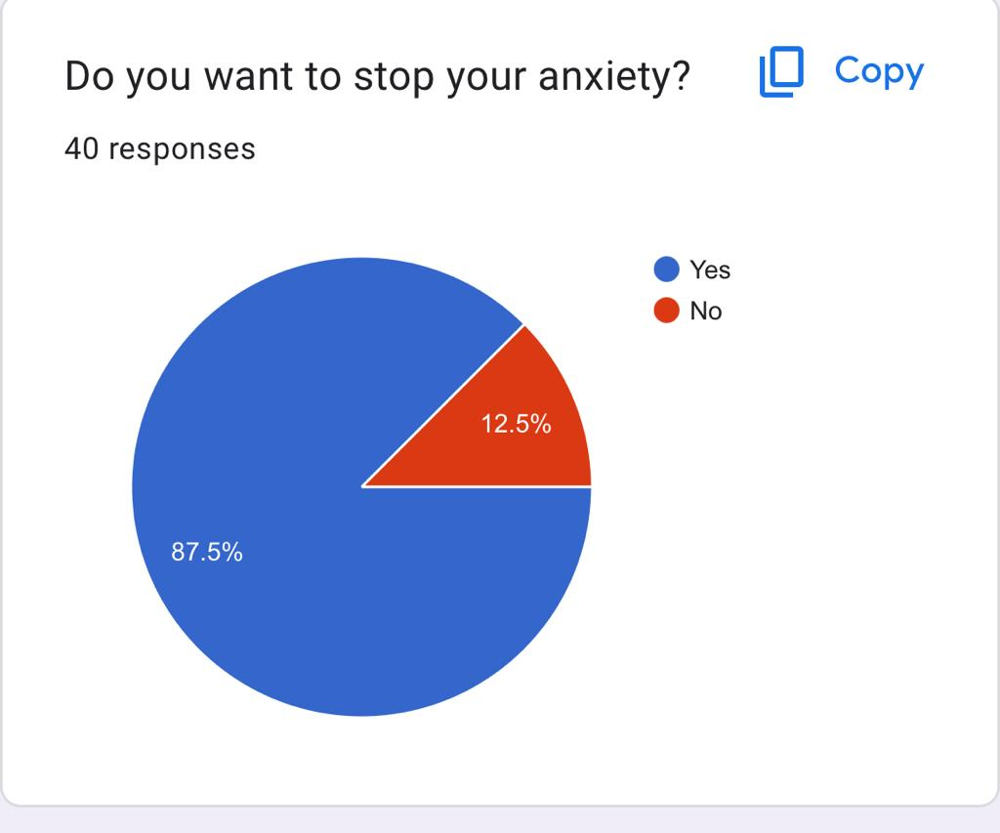 Do you want to stop your anxiety?
Copy
40 responses
Yes
No
12.5%
87.5%